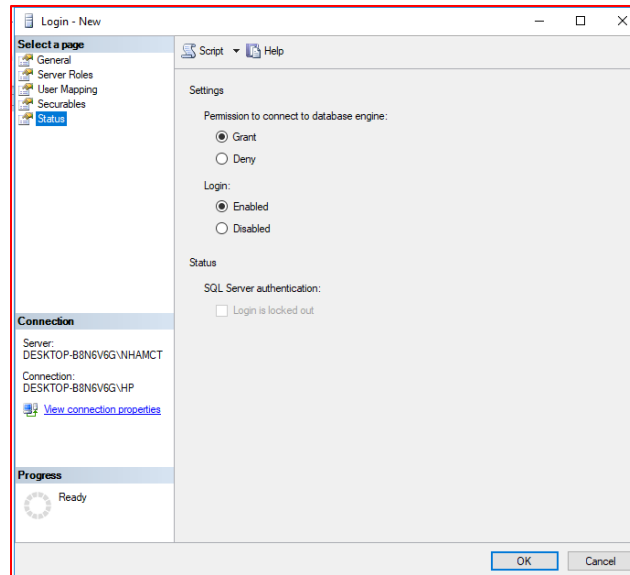 Login - New
Select a page
General
Server Roles
User Mapping
Securables
Status
Script
Help
Settings
Permission to connect to database engine:
Grant
Deny
Login:
Enabled
Disabled
Status
SQL Server authentication:
Login is locked out
Connection
Server:
DESKTOP-B8N6V6G\NHAMCT
Connection:
DESKTOP-B8N6V6G\HP
View connection properties
Progress
Ready
OK
Cancel